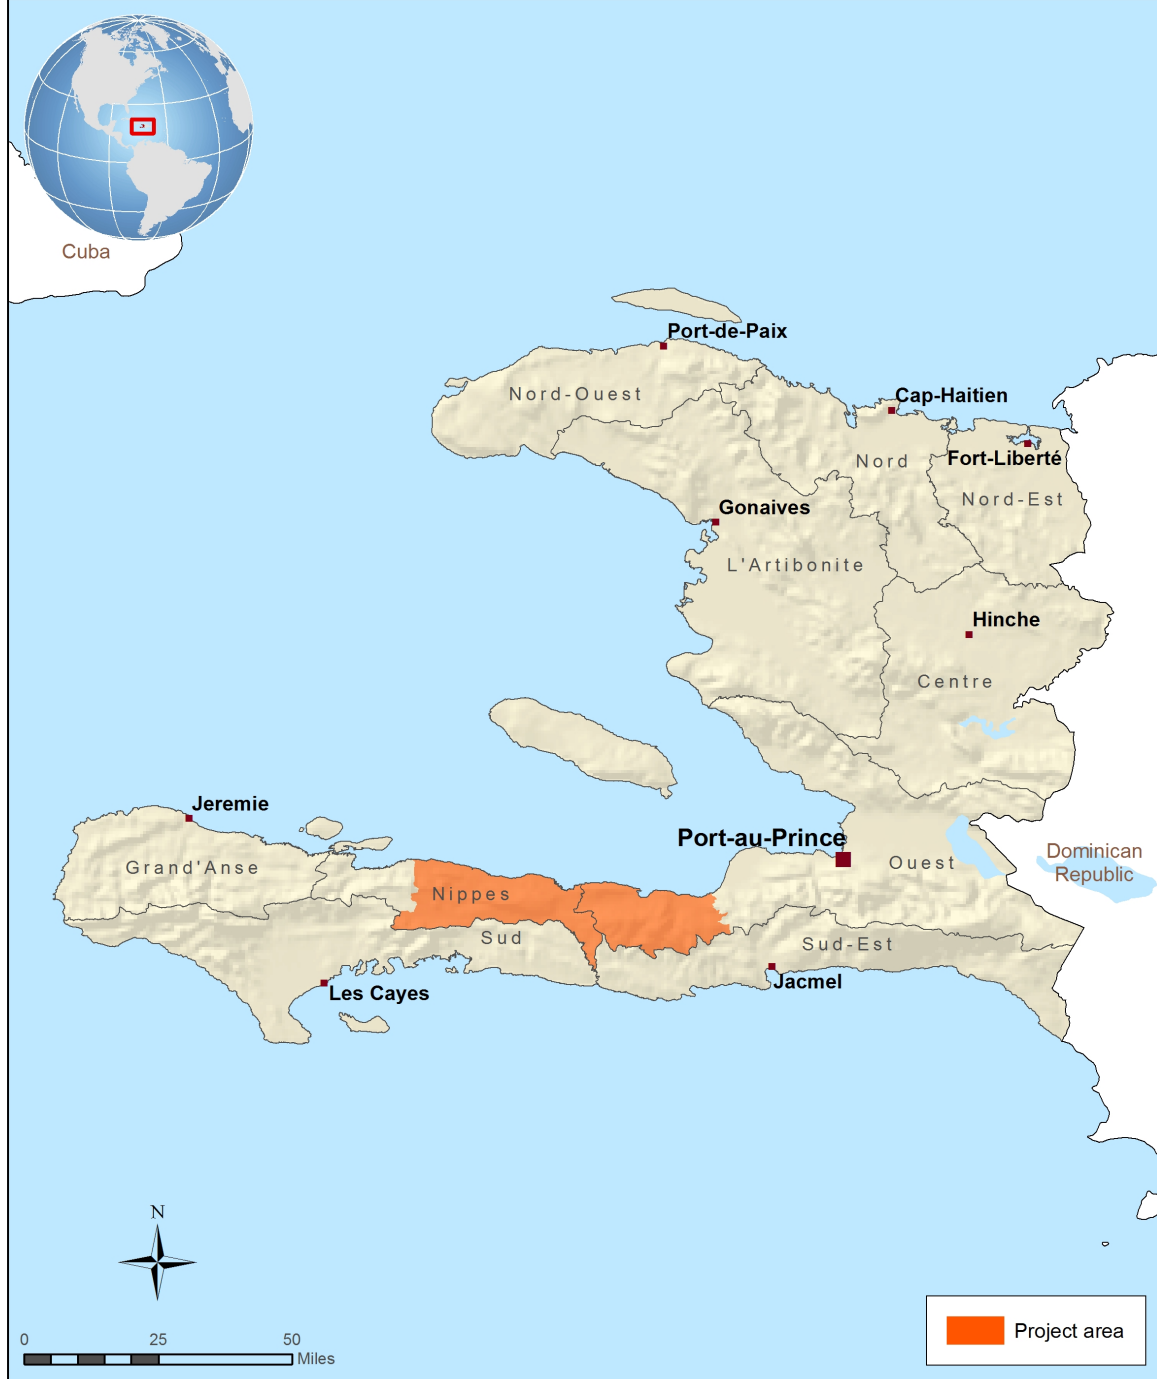 Cuba
Port-de-Paix
Nord-Ouest
Cap-Haitien
Nord
Fort-Liberté
Nord-Est
Gonaives
L'Artibonite
Hinche
Centre
Jeremie
Port-au-Prince
Ouest
Dominican
Republic
Grand'Anse
Nippes
Sud
Sud-Est
Les Cayes
Jacmel
N
0 25 50
Miles
Project area